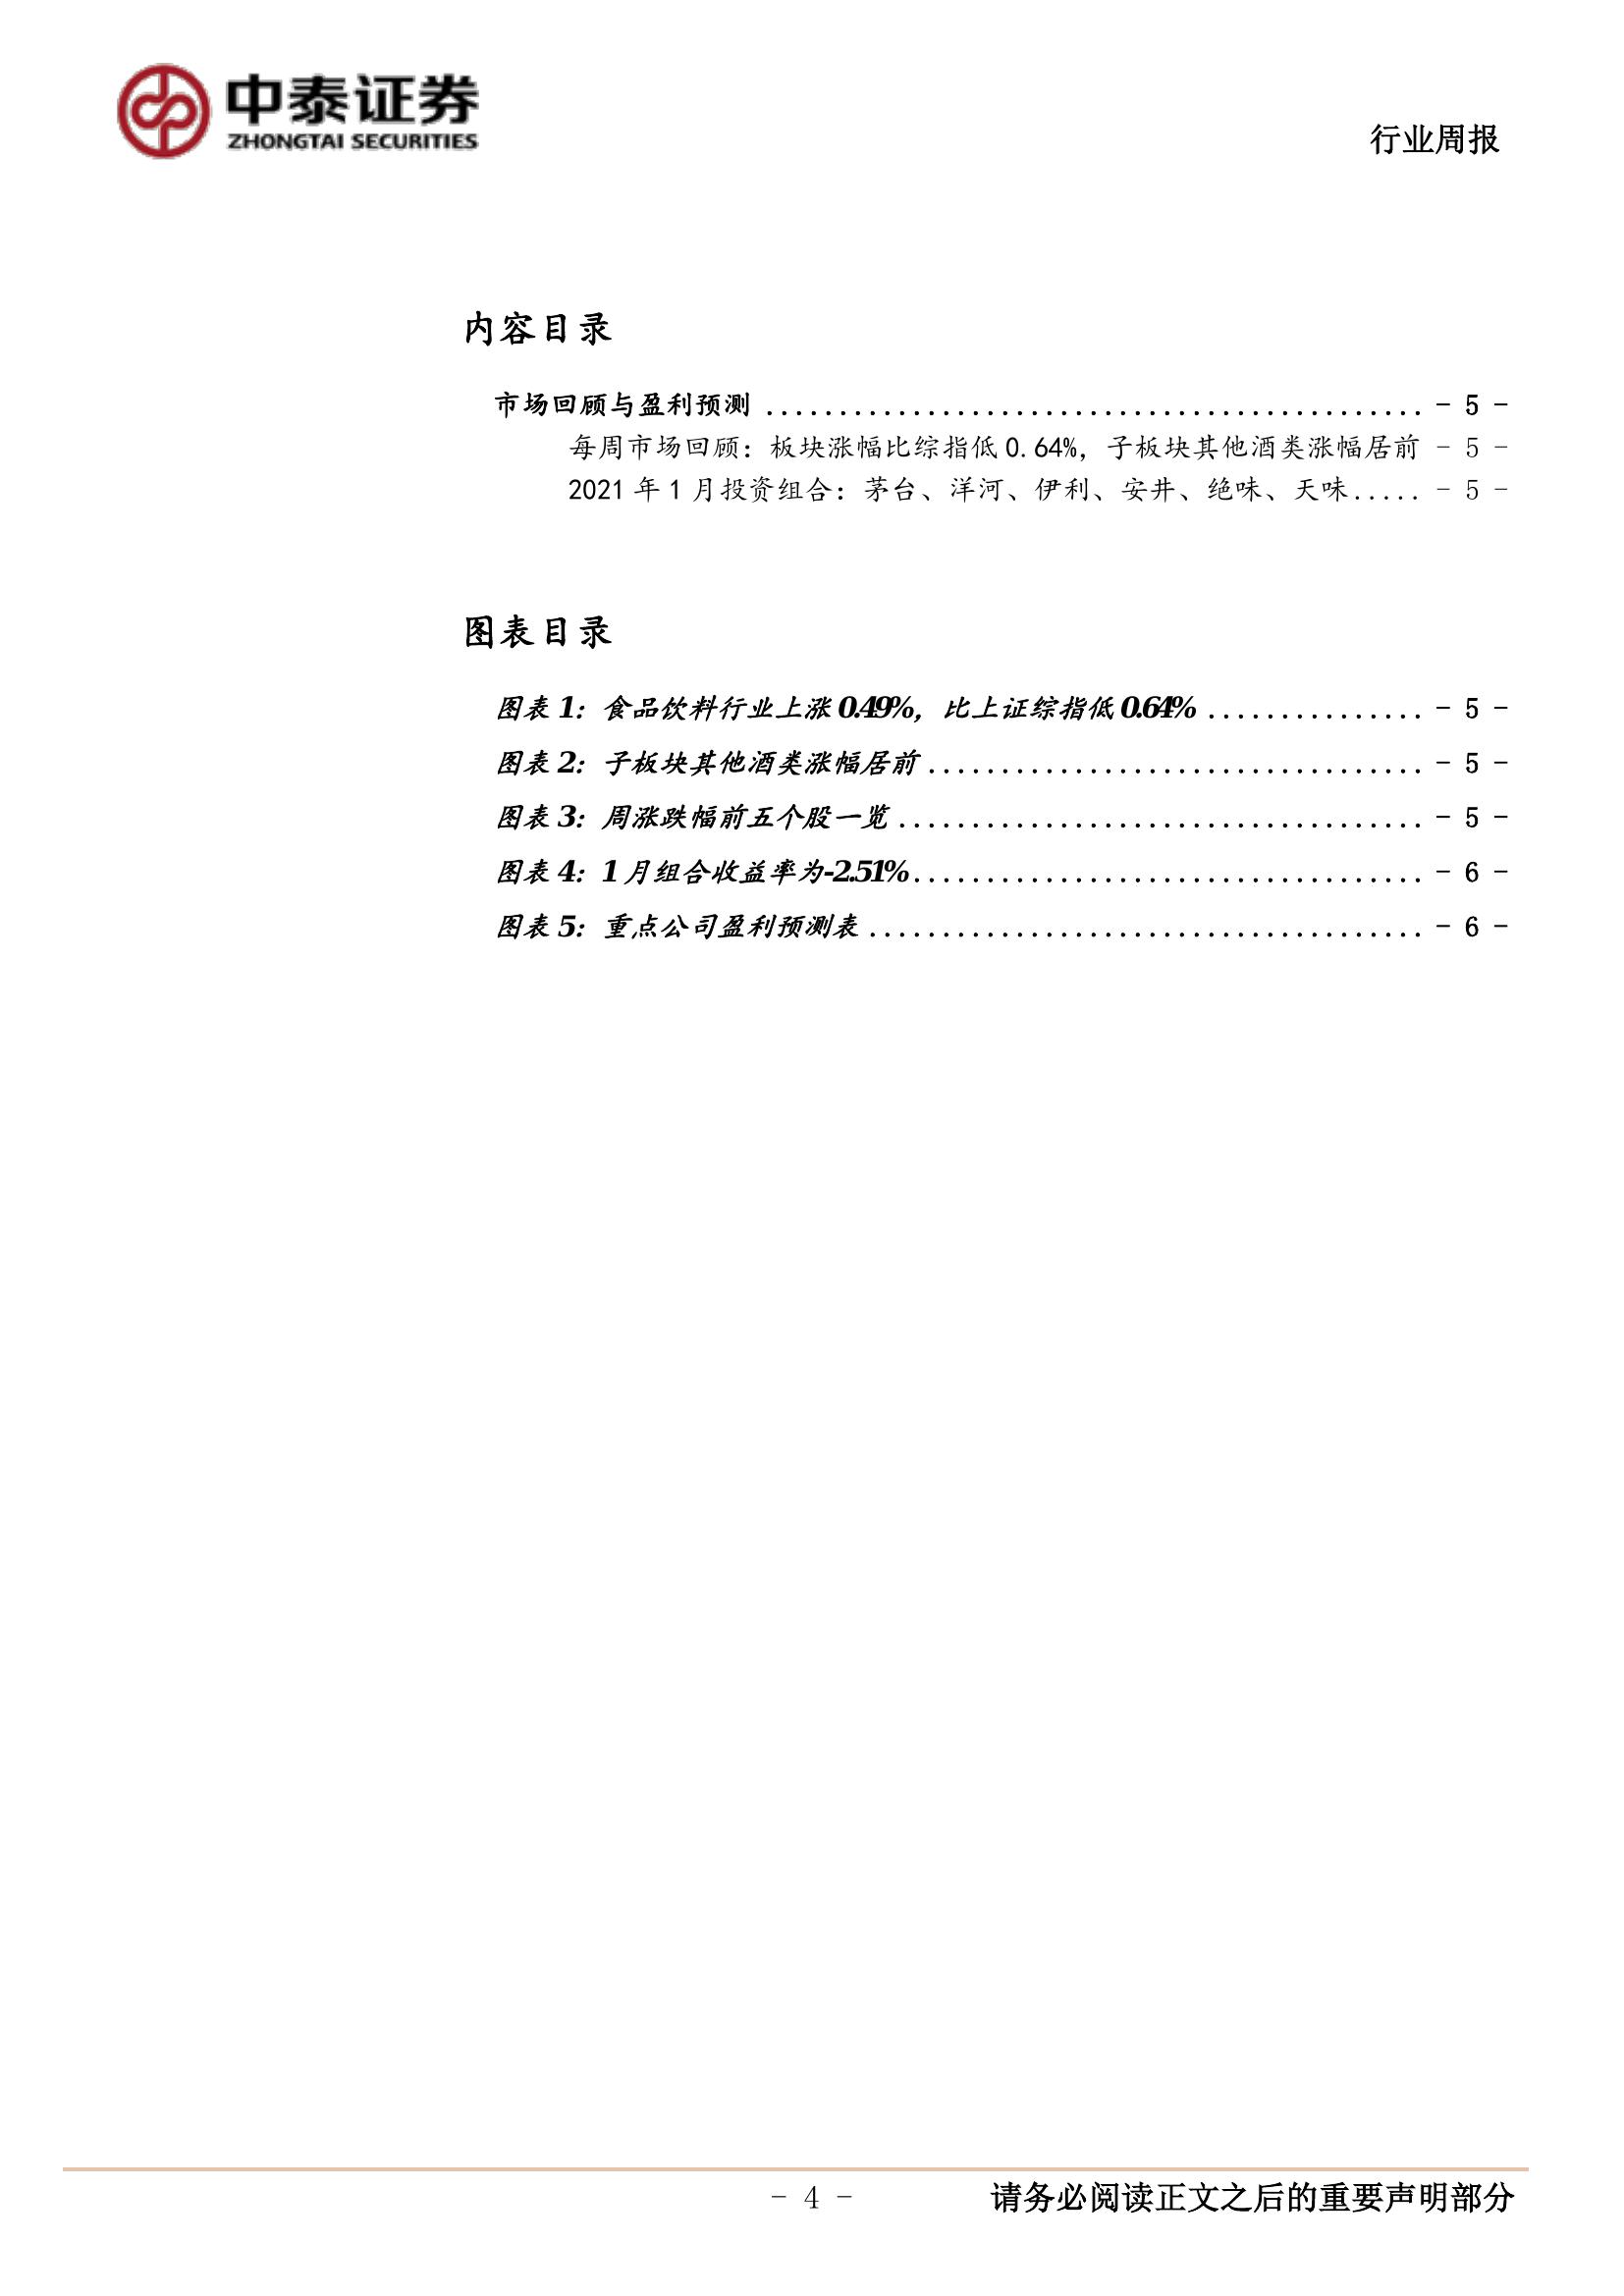 中泰证券
ZHONGTAI SECURITIES
行业周报
内容目录
市场回顾与盈利预测 ............................................. - 5 -
每周市场回顾：板块涨幅比综指低 0.64%，子板块其他酒类涨幅居前 - 5 -
2021 年 1 月投资组合：茅台、洋河、伊利、安井、绝味、天味..... - 5 -
图表目录
图表 1：食品饮料行业上涨 0.49%，比上证综指低 0.64% ............... - 5 -
图表 2：子板块其他酒类涨幅居前 .................................. - 5 -
图表 3：周涨跌幅前五个股一览 .................................... - 5 -
图表 4：1 月组合收益率为-2.51% ................................... - 6 -
图表 5：重点公司盈利预测表 ...................................... - 6 -
- 4 -
请务必阅读正文之后的重要声明部分